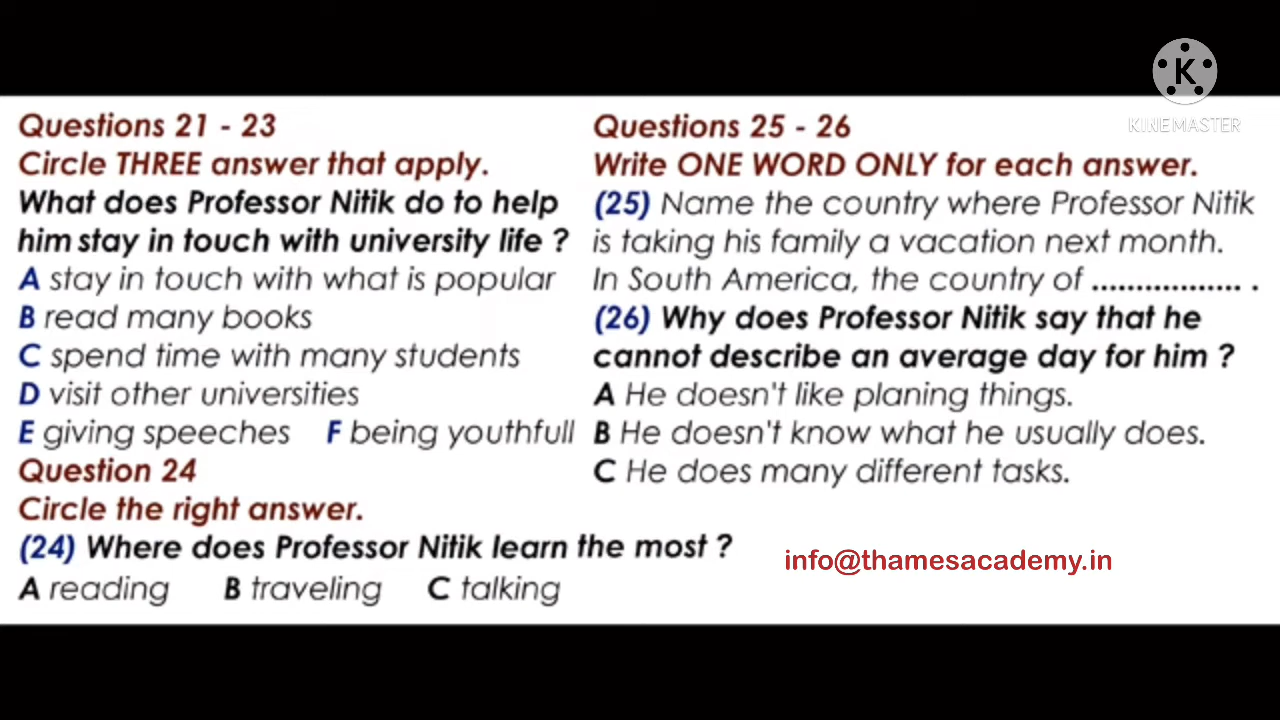 K
KINEMASTER
Questions 21 - 23
Circle THREE answer that apply.
What does Professor Nitik do to help
him stay in touch with university life ?
A stay in touch with what is popular
B read many books
C spend time with many students
D visit other universities
E giving speeches F being youthfull
Question 24
Circle the right answer.
(24) Where does Professor Nitik learn the most ?
A reading B traveling C talking
Questions 25 - 26
Write ONE WORD ONLY for each answer.
(25) Name the country where Professor Nitik
is taking his family a vacation next month.
In South America, the country of .................. .
(26) Why does Professor Nitik say that he
cannot describe an average day for him ?
A He doesn't like planing things.
B He doesn't know what he usually does.
C He does many different tasks.
info@thamesacademy.in